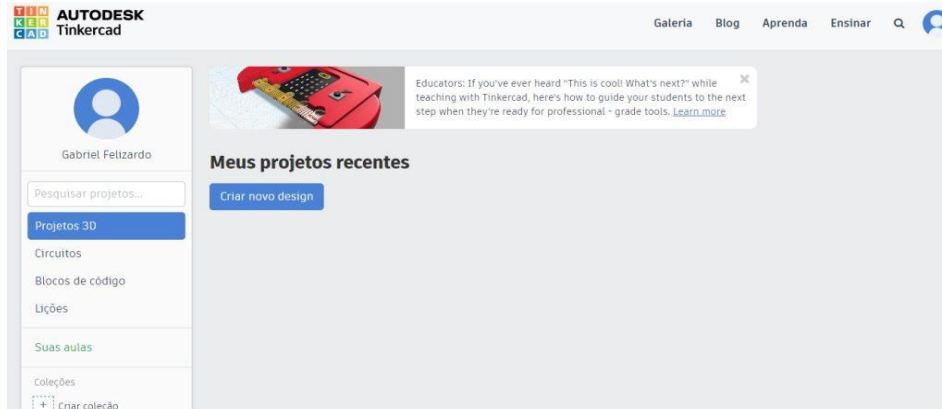 TIN
KER
CAD
AUTODESK
Tinkercad
Galeria Blog Aprenda Ensinar
Gabriel Felizardo
Pesquisar projetos...
Projetos 3D
Circuitos
Blocos de código
Lições
Suas aulas
Coleções
+ Criar coleção
Educators: If you've ever heard "This is cool! What's next?" while
teaching with Tinkercad, here's how to guide your students to the next
step when they're ready for professional - grade tools. Learn more
Meus projetos recentes
Criar novo design